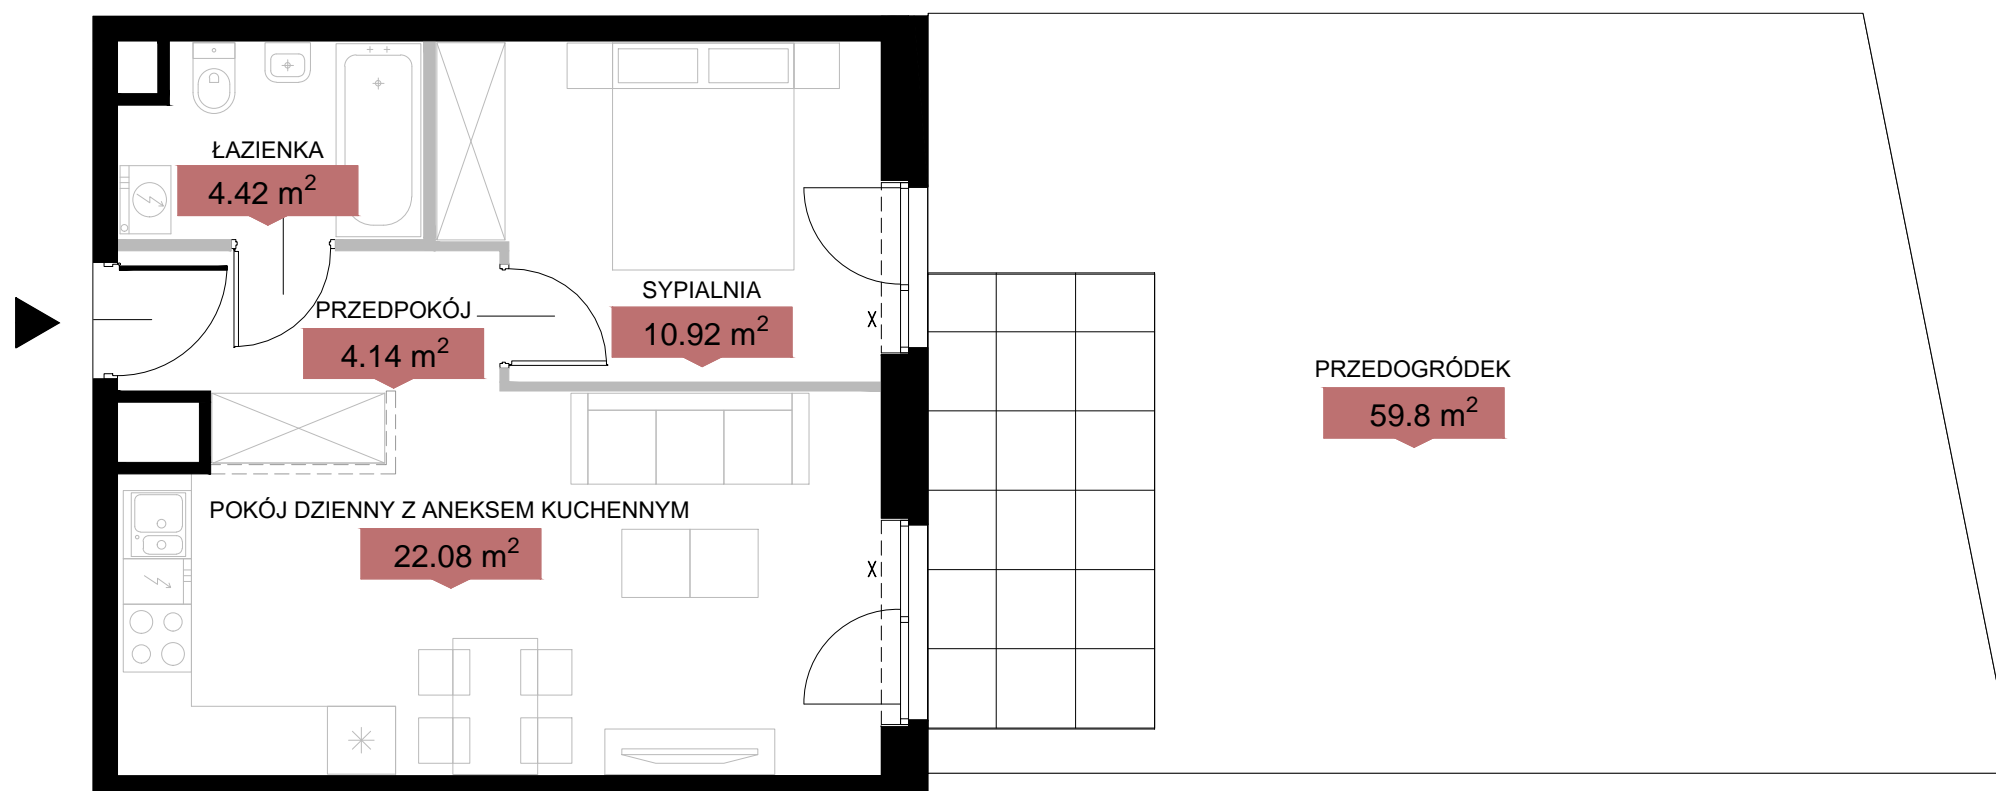 ŁAZIENKA
4.42 m²
PRZEDPOKÓJ
4.14 m²
SYPIALNIA
10.92 m²
X
PRZEDOGRÓDEK
59.8 m²
POKÓJ DZIENNY Z ANEKSEM KUCHENNYM
22.08 m²
X